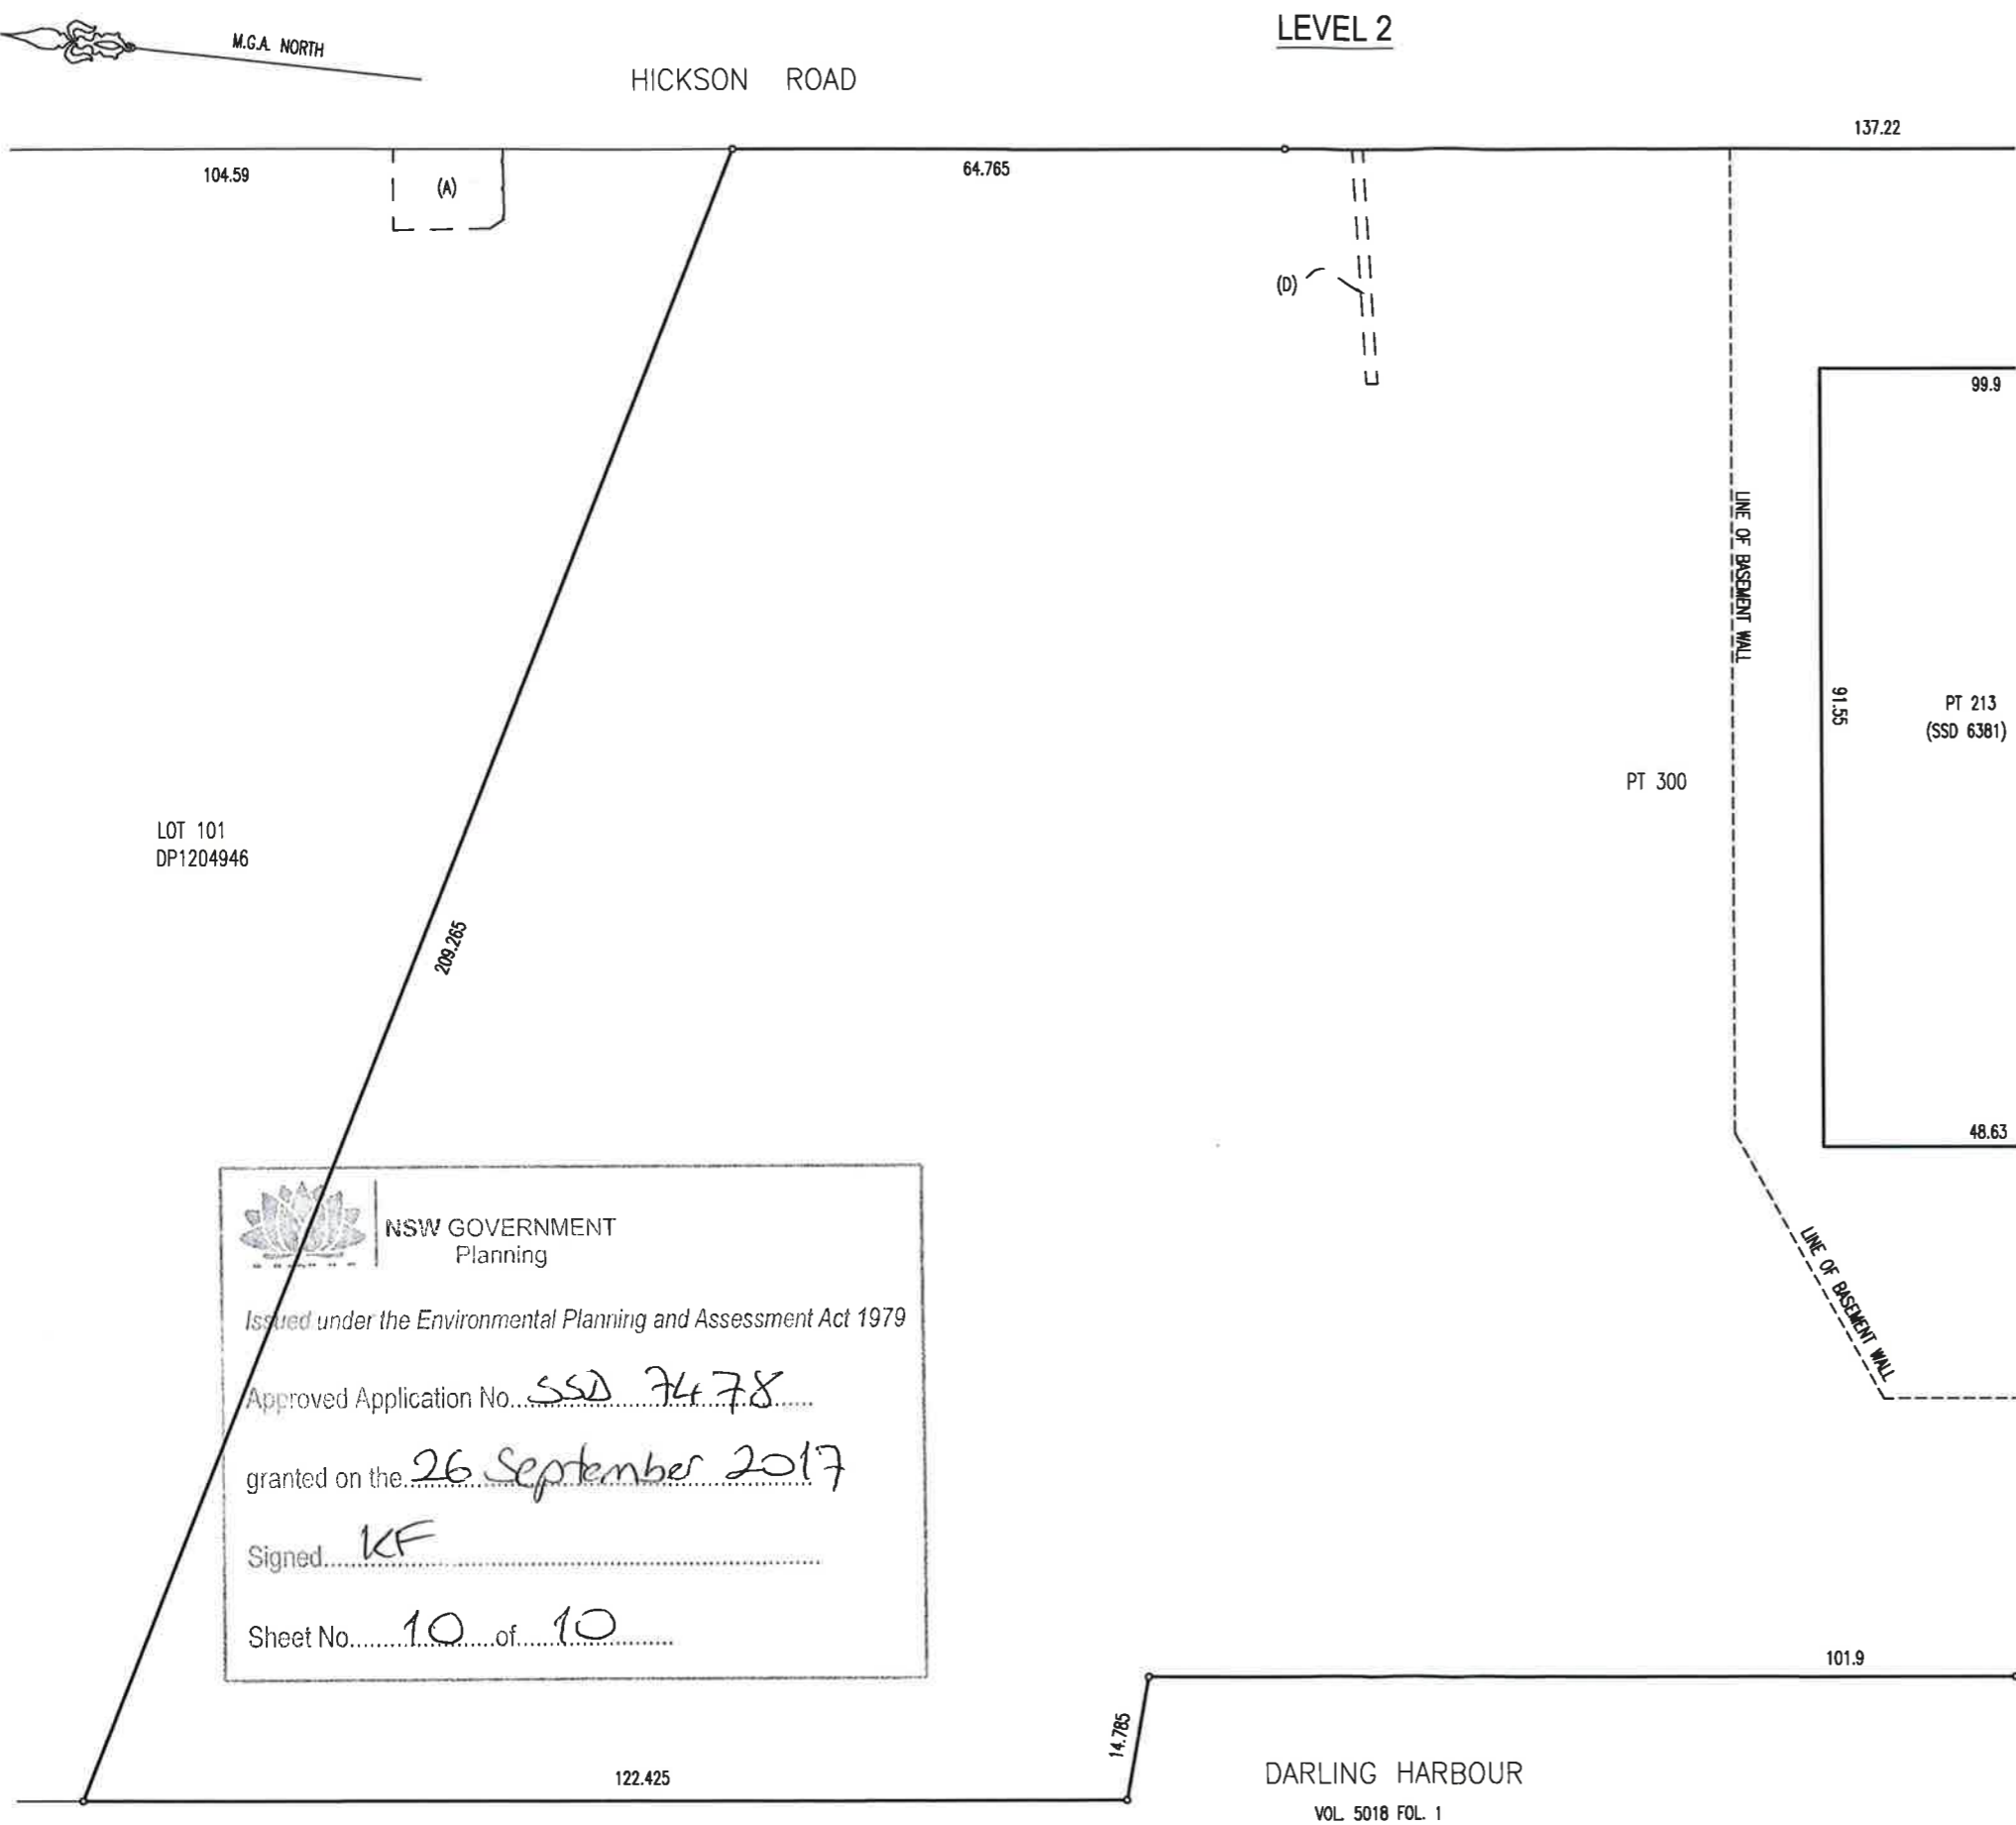 LEVEL 2
M.G.A. NORTH
HICKSON ROAD
137.22
104.59
(A)
64.765
(D)
99.9
LINE OF BASEMENT WALL
91.55
PT 213
(SSD 6381)
PT 300
LOT 101
DP1204946
209.265
48.63
NSW GOVERNMENT
Planning
Issued under the Environmental Planning and Assessment Act 1979
Approved Application No. SSD 7478
granted on the 26 September 2017
Signed KF
Sheet No. 10 of 10
LINE OF BASEMENT WALL
101.9
14.785
122.425
DARLING HARBOUR
VOL. 5018 FOL. 1